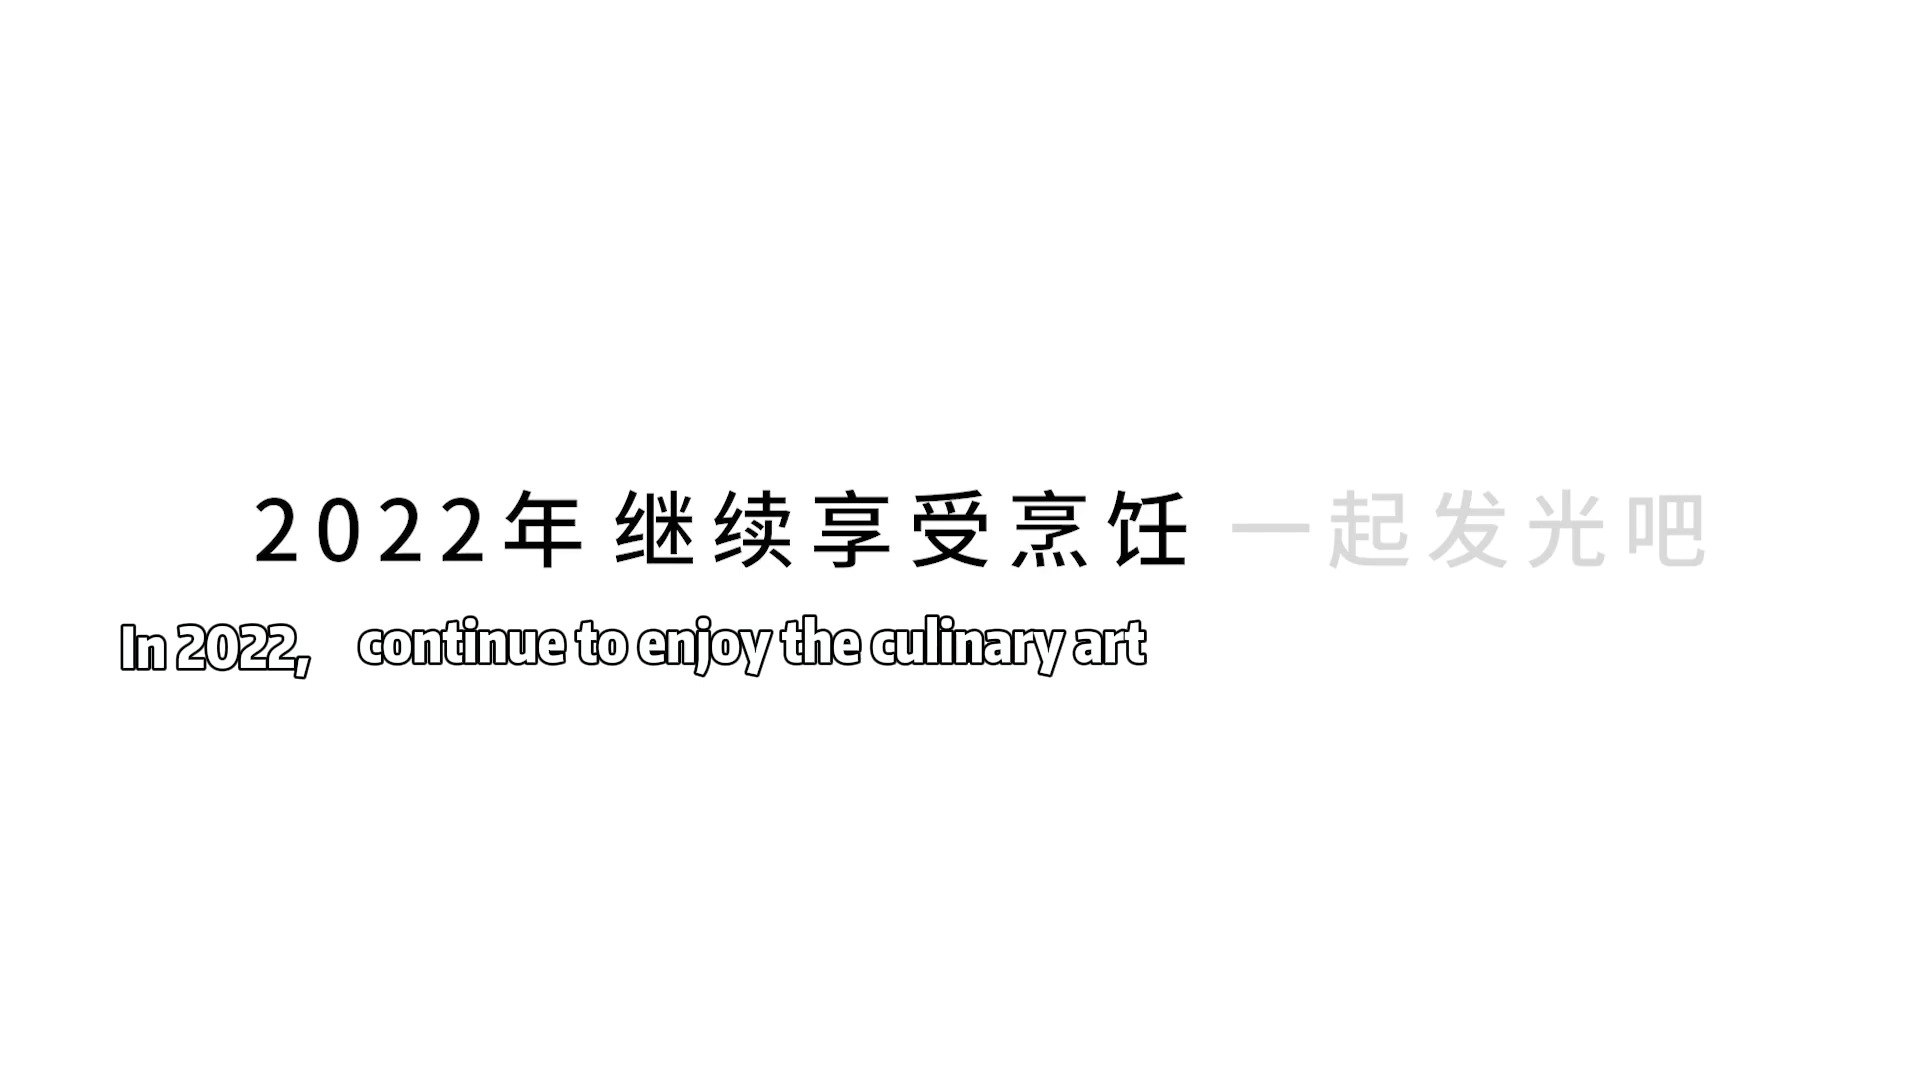 2022年 继续享受烹饪 一起发光吧
In 2022, continue to enjoy the culinary art